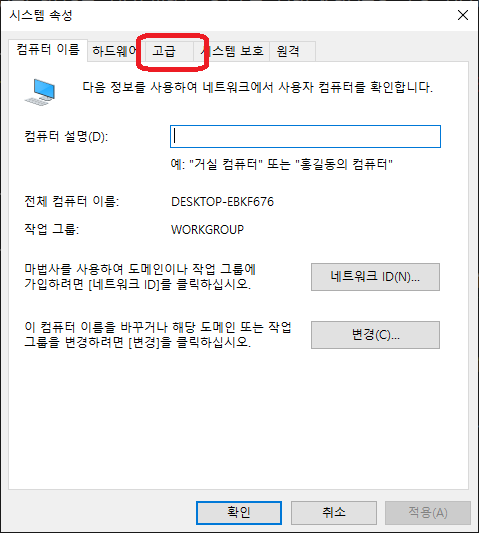 시스템 속성
컴퓨터 이름 하드웨어 고급 시스템 보호 원격
다음 정보를 사용하여 네트워크에서 사용자 컴퓨터를 확인합니다.
컴퓨터 설명(D):
예: "거실 컴퓨터" 또는 "홍길동의 컴퓨터"
전체 컴퓨터 이름: DESKTOP-EBKF676
작업 그룹: WORKGROUP
마법사를 사용하여 도메인이나 작업 그룹에
가입하려면 [네트워크 ID]를 클릭하십시오.
네트워크 ID(N)...
이 컴퓨터 이름을 바꾸거나 해당 도메인 또는 작업
그룹을 변경하려면 [변경]을 클릭하십시오.
변경(C)...
확인 취소 적용(A)